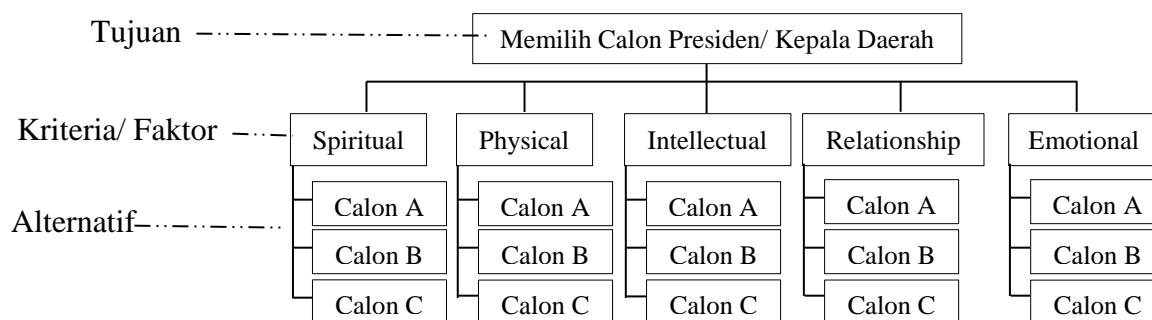 Tujuan
Memilih Calon Presiden/ Kepala Daerah
Kriteria/ Faktor
Spiritual
Physical
Intellectual
Relationship
Emotional
Alternatif
Calon A
Calon A
Calon A
Calon A
Calon A
Calon B
Calon B
Calon B
Calon B
Calon B
Calon C
Calon C
Calon C
Calon C
Calon C